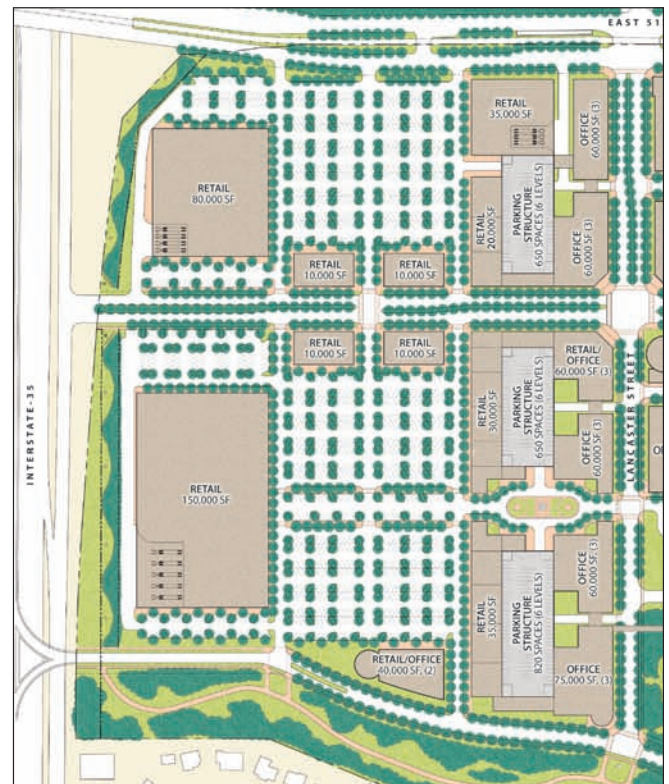 EAST 51
RETAIL
35,000 SF
OFFICE
60,000 SF (3)
RETAIL
80,000 SF
RETAIL
20,000 SF
PARKING
STRUCTURE
650 SPACES (6 LEVELS)
OFFICE
60,000 SF (3)
RETAIL
10,000 SF
RETAIL
10,000 SF
RETAIL
10,000 SF
RETAIL
10,000 SF
RETAIL/
OFFICE
60,000 SF (3)
INTERSTATE-35
RETAIL
30,000 SF
PARKING
STRUCTURE
650 SPACES (6 LEVELS)
LANCASTER STREET
OFFICE
60,000 SF (3)
RETAIL
150,000 SF
OFFICE
60,000 SF, (3)
RETAIL
35,000 SF
PARKING
STRUCTURE
820 SPACES (6 LEVELS)
RETAIL/OFFICE
40,000 SF, (2)
OFFICE
75,000 SF, (3)